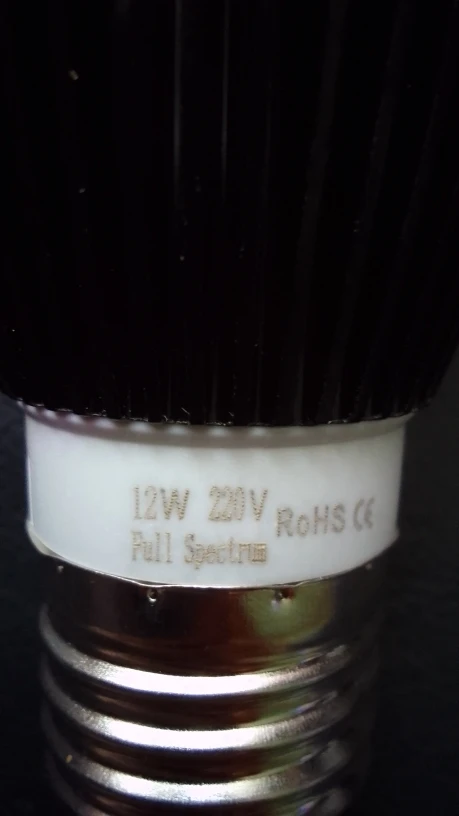 12W 220V RoHS CE
Full Spectrum